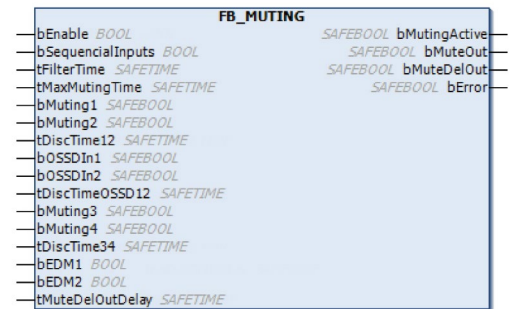 FB_MUTING
bEnable BOOL SAFEBOOL bMutingActive
bSequencialInputs BOOL SAFEBOOL bMuteOut
tFilterTime SAFETIME SAFEBOOL bMuteDelOut
tMaxMutingTime SAFETIME SAFEBOOL bError
bMuting1 SAFEBOOL
bMuting2 SAFEBOOL
tDiscTime12 SAFETIME
bOSSDIn1 SAFEBOOL
bOSSDIn2 SAFEBOOL
tDiscTimeOSSD12 SAFETIME
bMuting3 SAFEBOOL
bMuting4 SAFEBOOL
tDiscTime34 SAFETIME
bEDM1 BOOL
bEDM2 BOOL
tMuteDelOutDelay SAFETIME